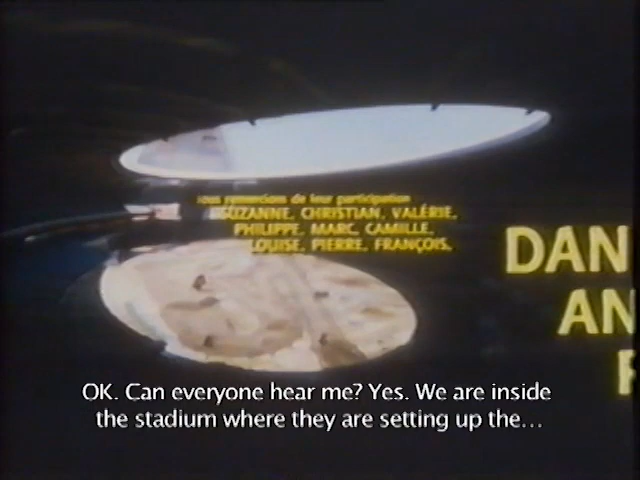 nous remercions de leur participation
SUZANNE, CHRISTIAN, VALÉRIE,
PHILIPPE, MARC, CAMILLE,
LOUISE, PIERRE, FRANÇOIS,
DAN
AN
F
OK. Can everyone hear me? Yes. We are inside
the stadium where they are setting up the...